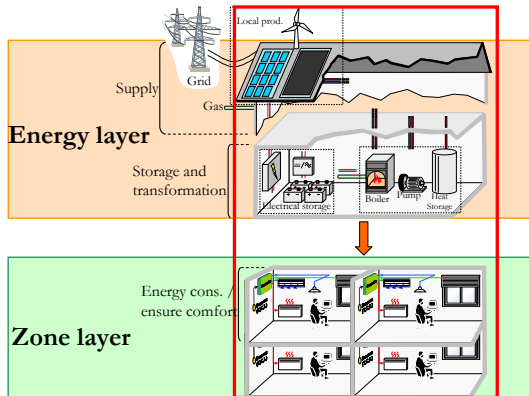 Local prod.
Grid
Supply
Gas
Energy layer
Storage and
transformation
=/≈
Electrical storage
Boiler
Pump
Heat
Storage
Energy cons. /
ensure comfort
Zone layer